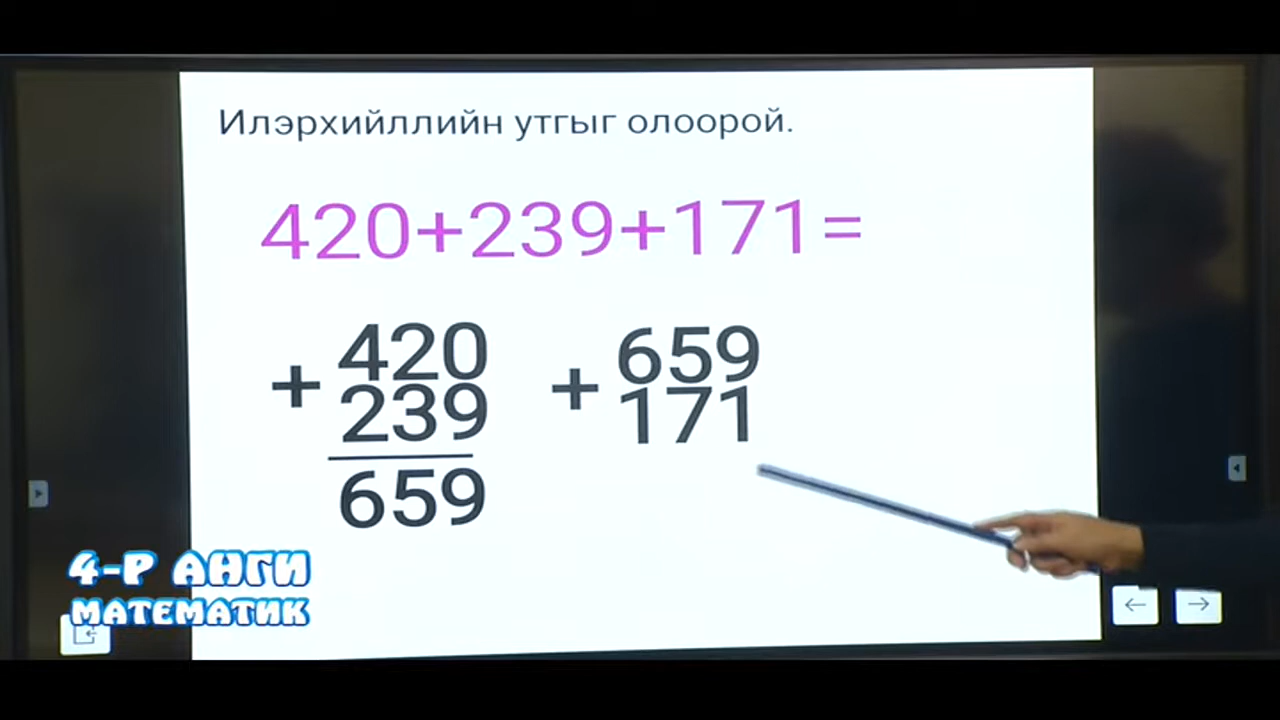 Илэрхийллийн утгыг олоорой.
420+239+171=
420
+
239
659
659
+
171
4-Р АНГИ
МАТЕМАТИК